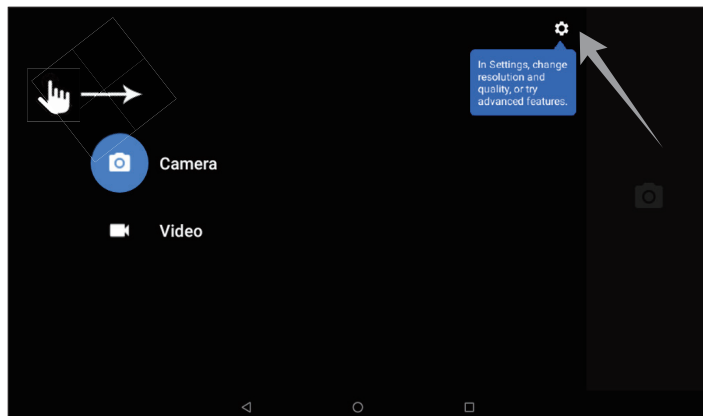 In Settings, change
resolution and
quality, or try
advanced features.
Camera
Video